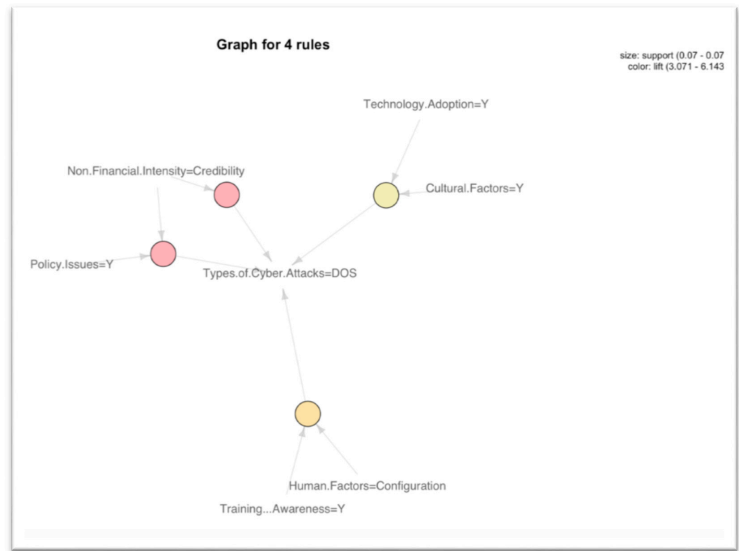 Graph for 4 rules
size: support (0.07 - 0.07
color: lift (3.071 - 6.143
Technology.Adoption=Y
Non.Financial.Intensity=Credibility
Cultural.Factors=Y
Policy.Issues=Y
Types.of.Cyber.Attacks=DOS
Human.Factors=Configuration
Training...Awareness=Y